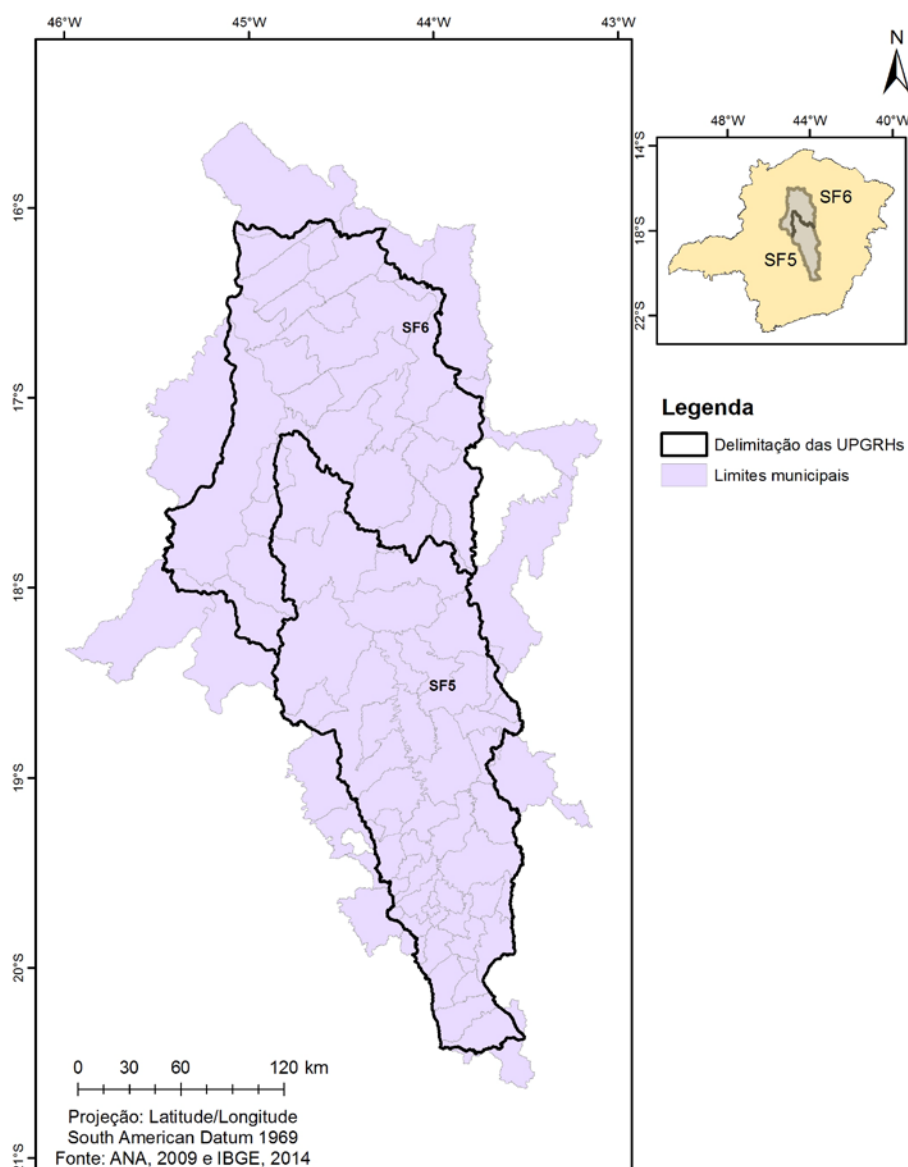 46°W 45°W 44°W 43°W
N
48°W 44°W 40°W
14°S
18°S
22°S
SF6
SF5
16°S
17°S
18°S
19°S
20°S
21°S
SF6
SF5
Legenda
Delimitação das UPGRHs
Limites municipais
0 30 60 120 km
Projeção: Latitude/Longitude
South American Datum 1969
Fonte: ANA, 2009 e IBGE, 2014